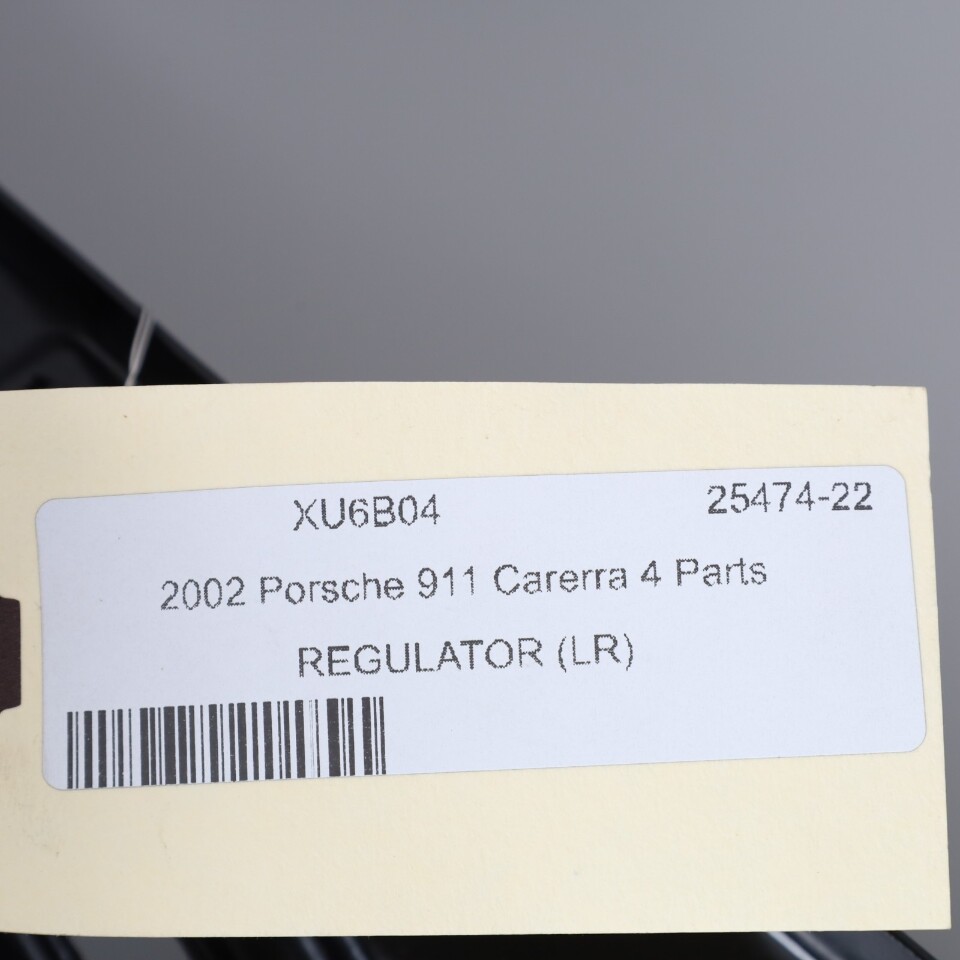 XU6B04 25474-22
2002 Porsche 911 Carerra 4 Parts
REGULATOR (LR)